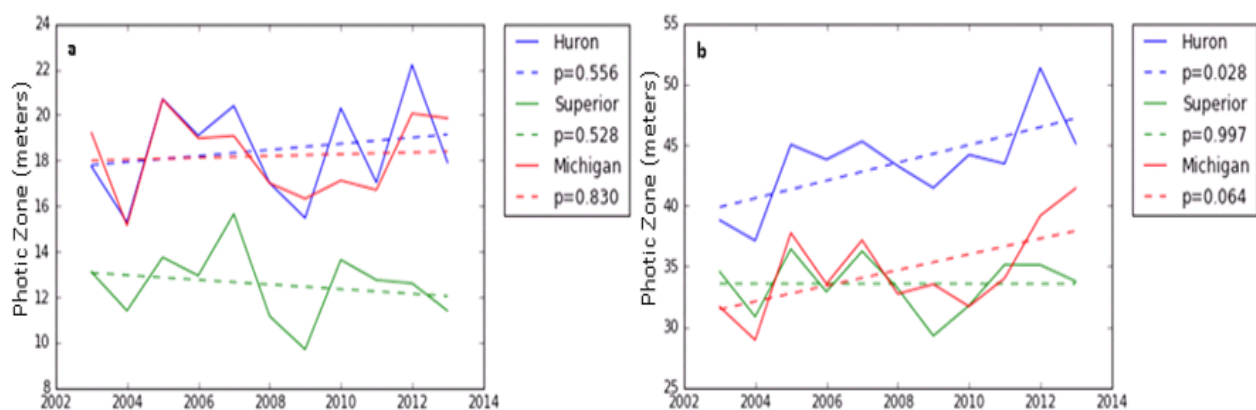 a
Photic Zone (meters)
24
22
20
18
16
14
12
10
8
2002 2004 2006 2008 2010 2012 2014
Huron
p=0.556
Superior
p=0.528
Michigan
p=0.830
b
Photic Zone (meters)
55
50
45
40
35
30
25
2002 2004 2006 2008 2010 2012 2014
Huron
p=0.028
Superior
p=0.997
Michigan
p=0.064